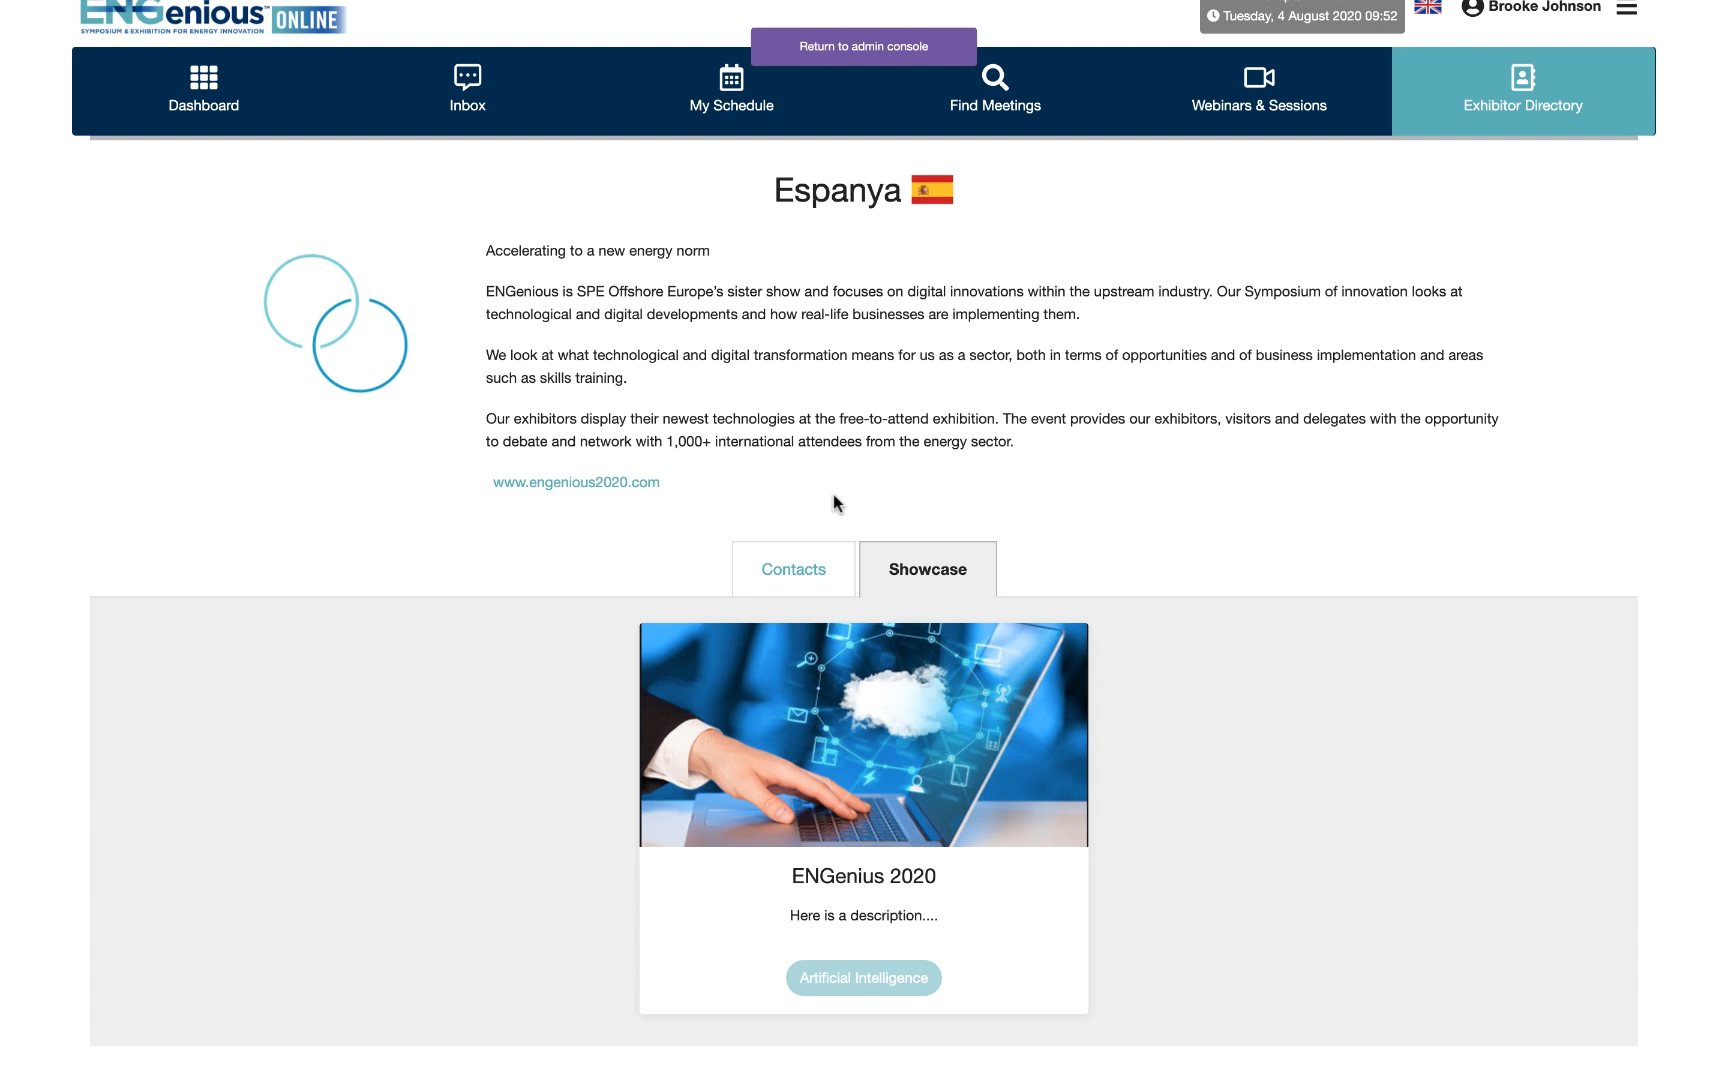 ENGenious ONLINE
SYMPOSIUM & EXHIBITION FOR ENERGY INNOVATION
Tuesday, 4 August 2020 09:52
Brooke Johnson
Return to admin console
Dashboard
Inbox
My Schedule
Find Meetings
Webinars & Sessions
Exhibitor Directory
Espanya
Accelerating to a new energy norm
ENGenious is SPE Offshore Europe’s sister show and focuses on digital innovations within the upstream industry. Our Symposium of innovation looks at
technological and digital developments and how real-life businesses are implementing them.
We look at what technological and digital transformation means for us as a sector, both in terms of opportunities and of business implementation and areas
such as skills training.
Our exhibitors display their newest technologies at the free-to-attend exhibition. The event provides our exhibitors, visitors and delegates with the opportunity
to debate and network with 1,000+ international attendees from the energy sector.
www.engenious2020.com
Contacts
Showcase
ENGenius 2020
Here is a description....
Artificial Intelligence